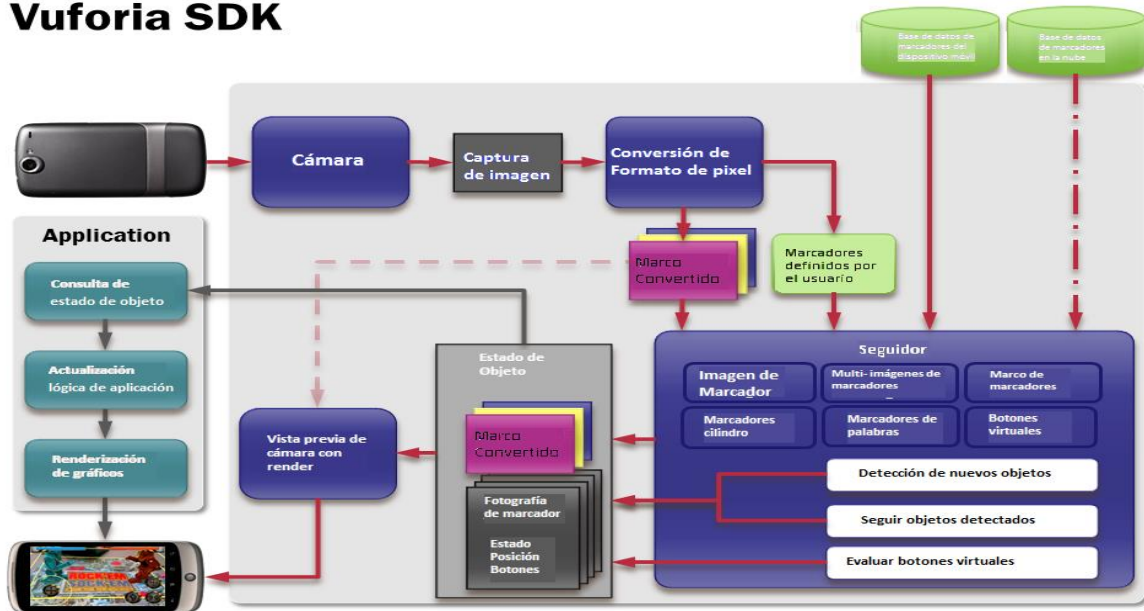 Vuforia SDK
Base de datos de
marcadores del
dispositivo móvil
Base de datos
de marcadores
en la nube
Cámara
Captura
de imagen
Conversión de
Formato de pixel
Application
Consulta de
estado de objeto
Actualización
lógica de aplicación
Renderización
de gráficos
Marco
Convertido
Marcadores
definidos por
el usuario
Estado de
Objeto
Marco
Convertido
Fotografía
de marcador
Estado
Posición
Botones
Vista previa de
cámara con
render
Seguidor
Imagen de
Marcador
Multi- imágenes de
marcadores
Marco de
marcadores
Marcadores
cilindro
Marcadores de
palabras
Botones
virtuales
Detección de nuevos objetos
Seguir objetos detectados
Evaluar botones virtuales
ROCK'EM
SOCK'EM